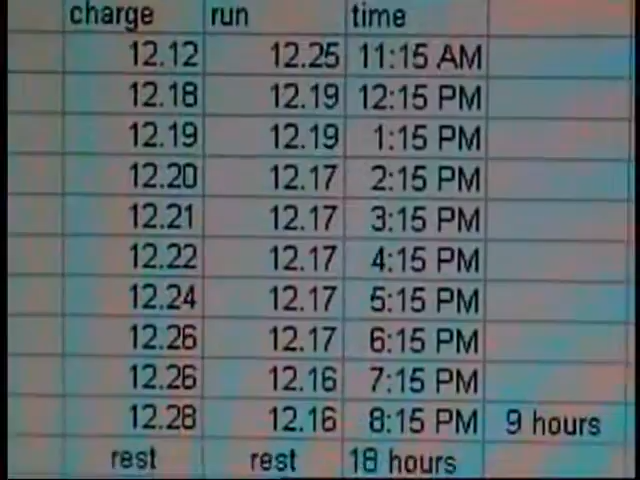 charge run time
12.12 12.25 11:15 AM
12.18 12.19 12:15 PM
12.19 12.19 1:15 PM
12.20 12.17 2:15 PM
12.21 12.17 3:15 PM
12.22 12.17 4:15 PM
12.24 12.17 5:15 PM
12.26 12.17 6:15 PM
12.26 12.16 7:15 PM
12.28 12.16 8:15 PM 9 hours
rest rest 18 hours